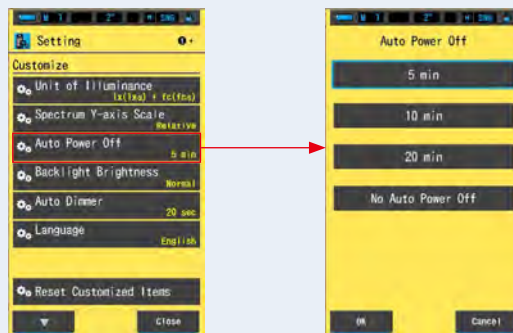 Setting
Customize
Unit of Illuminance
lx(lxs) + fc(fcs)
Spectrum Y-axis Scale
Relative
Auto Power Off
5 min
Backlight Brightness
Normal
Auto Dimmer
20 sec
Language
English
Reset Customized Items
▼ Close
Auto Power Off
5 min
10 min
20 min
No Auto Power Off
OK Cancel